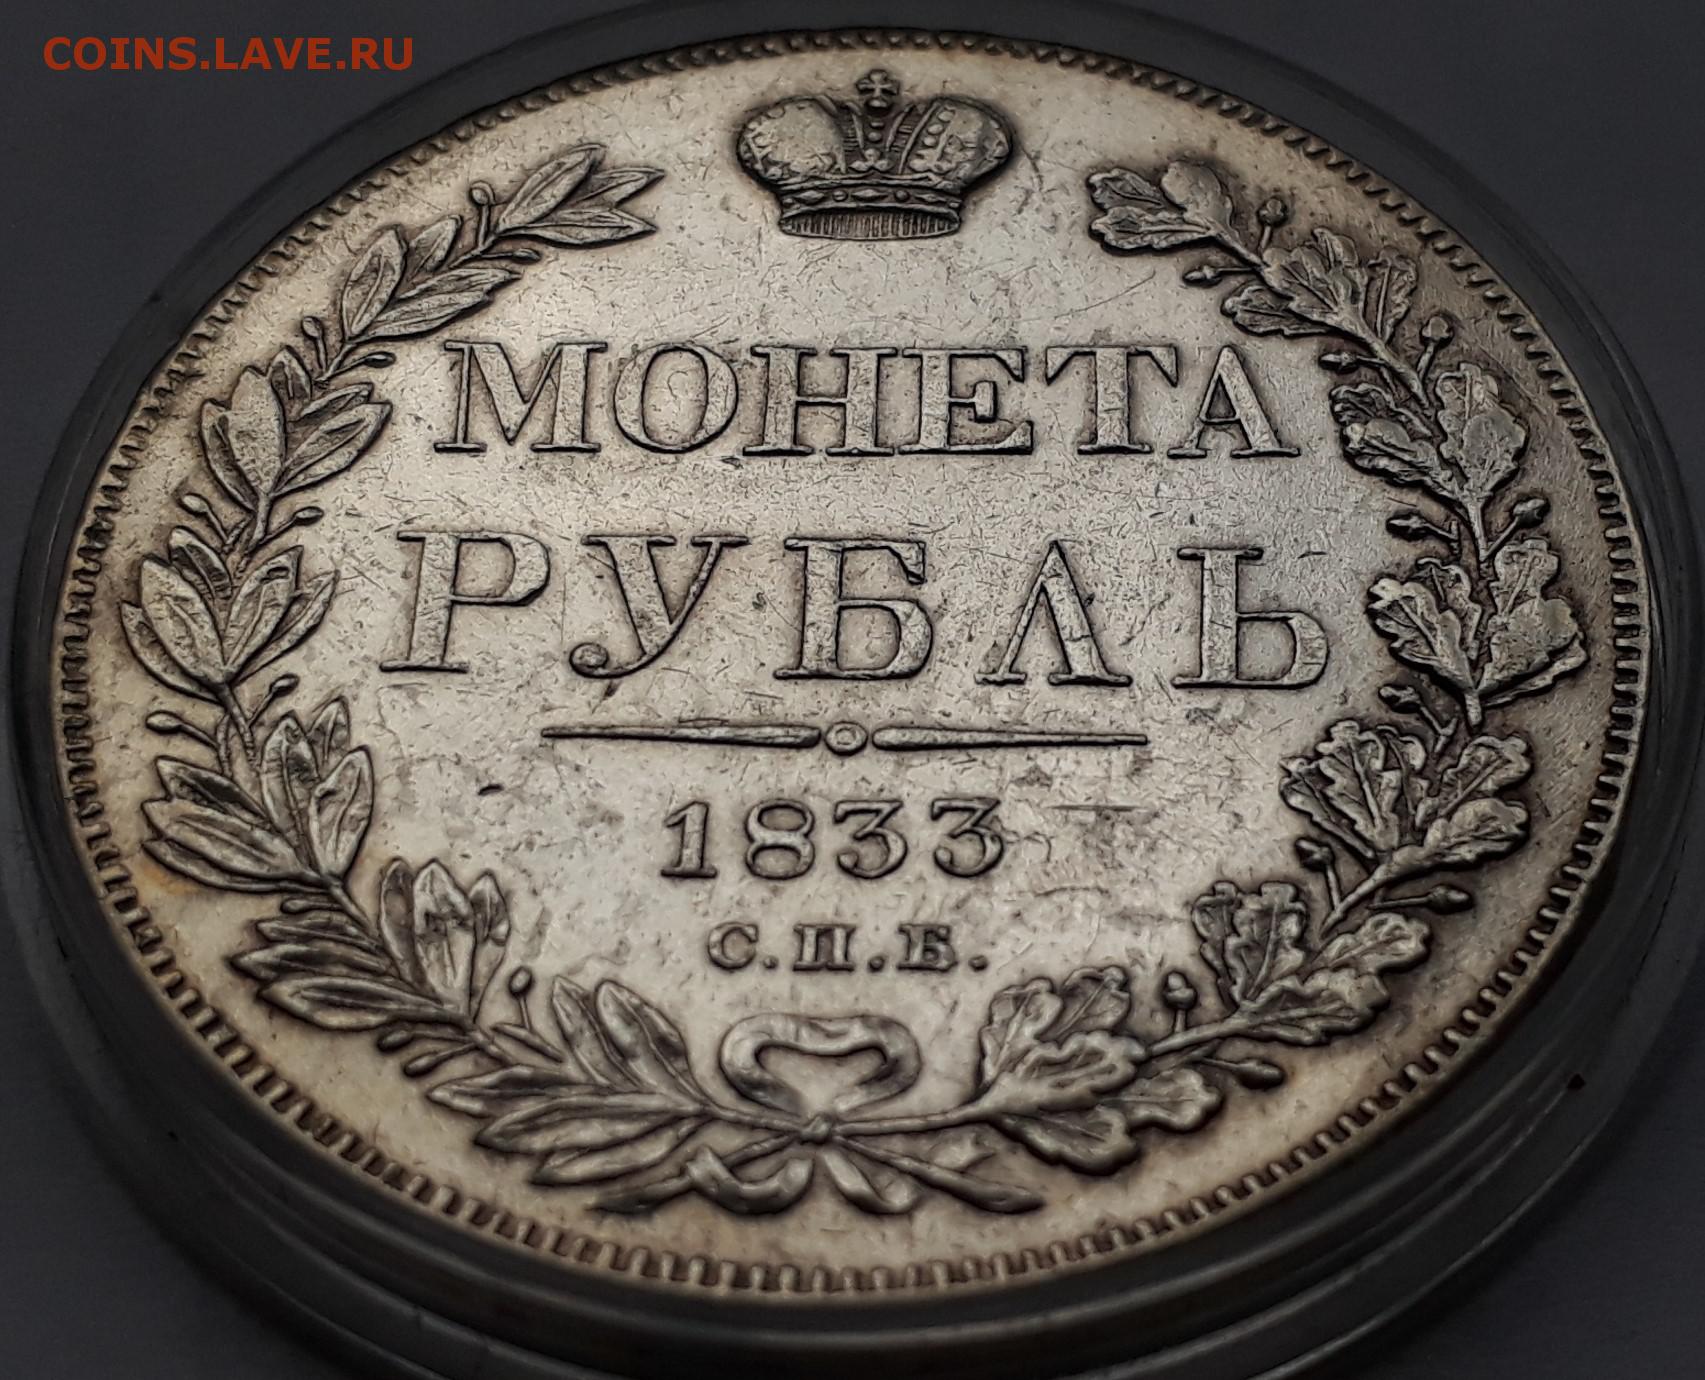 COINS.LAVE.RU
МОНЕТА
РУБЛЬ
1833
С.П.Б.